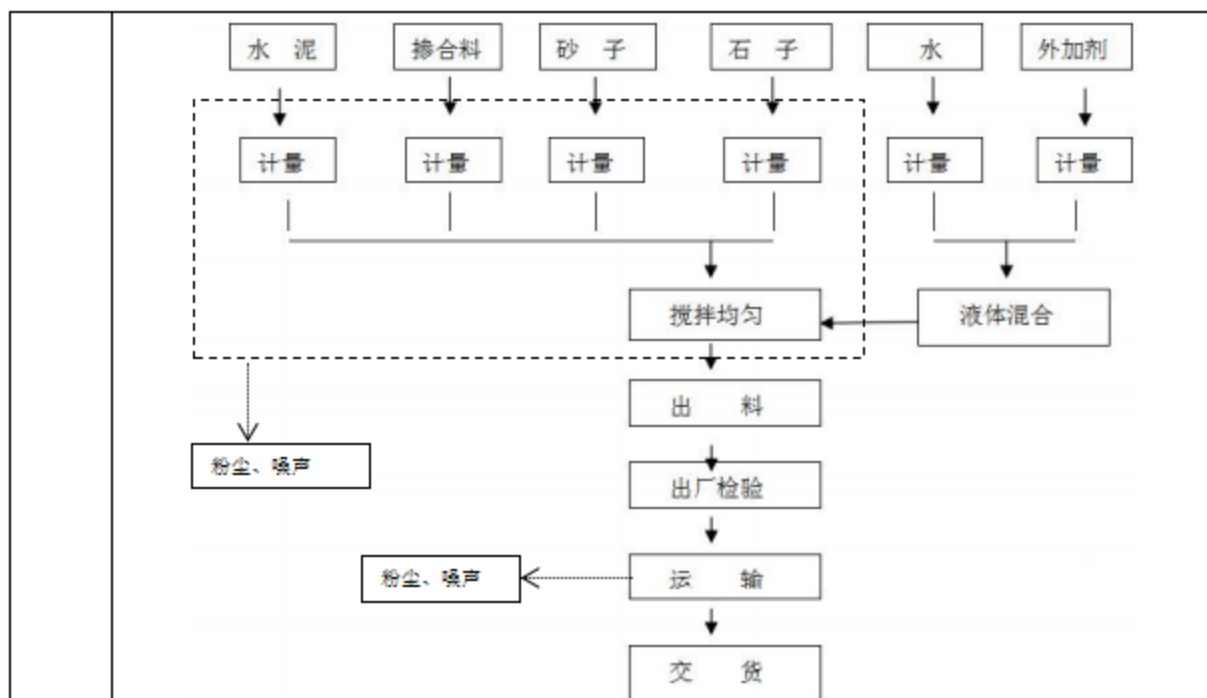 水 泥 掺合料 砂 子 石 子 水 外加剂
计量 计量 计量 计量 计量 计量
搅拌均匀 液体混合
出 料
粉尘、噪声
出厂检验
粉尘、噪声 运 输
交 货